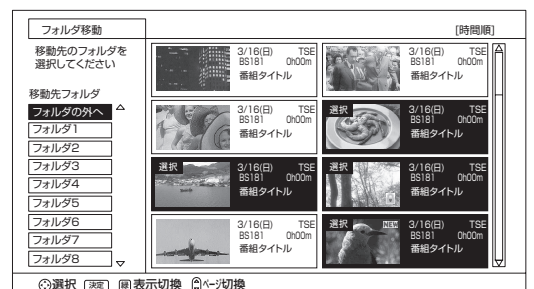 フォルダ移動
[時間順]
移動先のフォルダを
選択してください
移動先フォルダ
フォルダの外へ
フォルダ1
フォルダ2
フォルダ3
フォルダ4
フォルダ5
フォルダ6
フォルダ7
フォルダ8
3/16(日) TSE
BS181 0h00m
番組タイトル
3/16(日) TSE
BS181 0h00m
番組タイトル
3/16(日) TSE
BS181 0h00m
番組タイトル
選択
3/16(日) TSE
BS181 0h00m
番組タイトル
選択
3/16(日) TSE
BS181 0h00m
番組タイトル
選択
3/16(日) TSE
BS181 0h00m
番組タイトル
3/16(日) TSE
BS181 0h00m
番組タイトル
選択 NEW
3/16(日) TSE
BS181 0h00m
番組タイトル
選択 決定 緑 表示切換 ページ切換